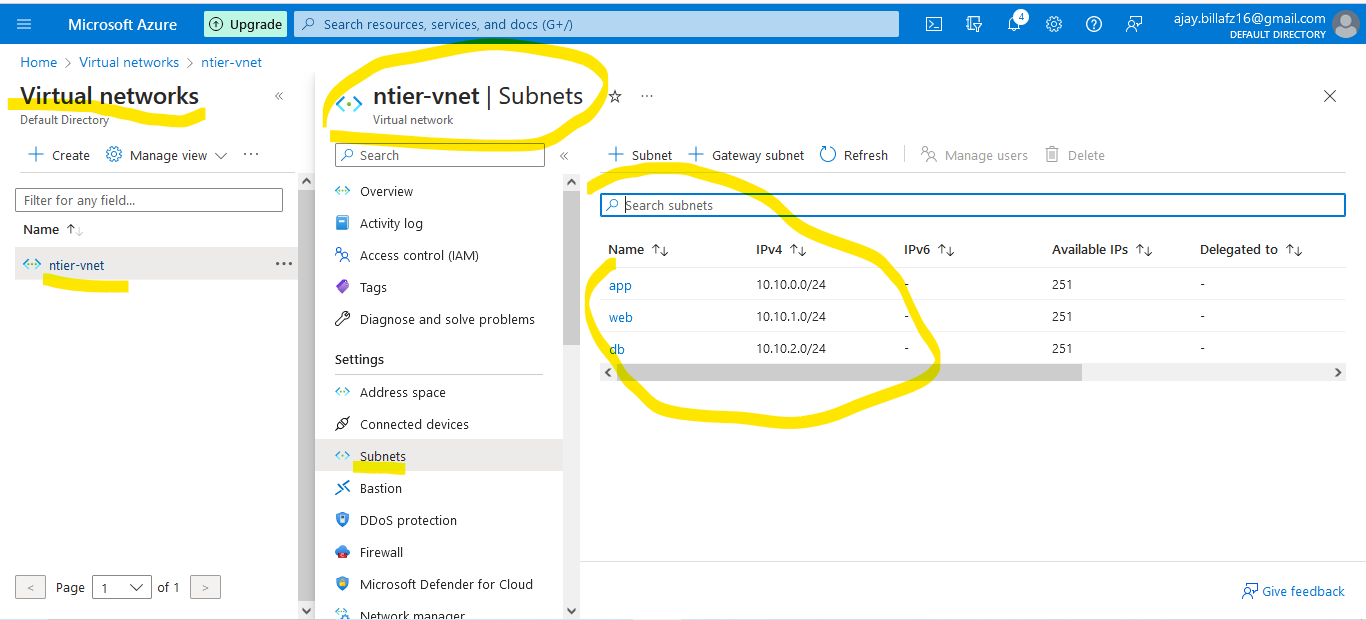 Microsoft Azure
Upgrade
Search resources, services, and docs (G+/)
4
ajay.billafz16@gmail.com
DEFAULT DIRECTORY
Home > Virtual networks > ntier-vnet
Virtual networks
Default Directory
«
Create
Manage view
...
Filter for any field...
Name ↑↓
ntier-vnet
...
< Page 1 of 1 >
ntier-vnet | Subnets
Virtual network
...
Search
«
Overview
Activity log
Access control (IAM)
Tags
Diagnose and solve problems
Settings
Address space
Connected devices
Subnets
Bastion
DDoS protection
Firewall
Microsoft Defender for Cloud
Network manager
+ Subnet + Gateway subnet Refresh Manage users Delete
Search subnets
Name ↑↓ IPv4 ↑↓ IPv6 ↑↓ Available IPs ↑↓ Delegated to ↑↓
app 10.10.0.0/24 - 251 -
web 10.10.1.0/24 - 251 -
db 10.10.2.0/24 - 251 -
Give feedback